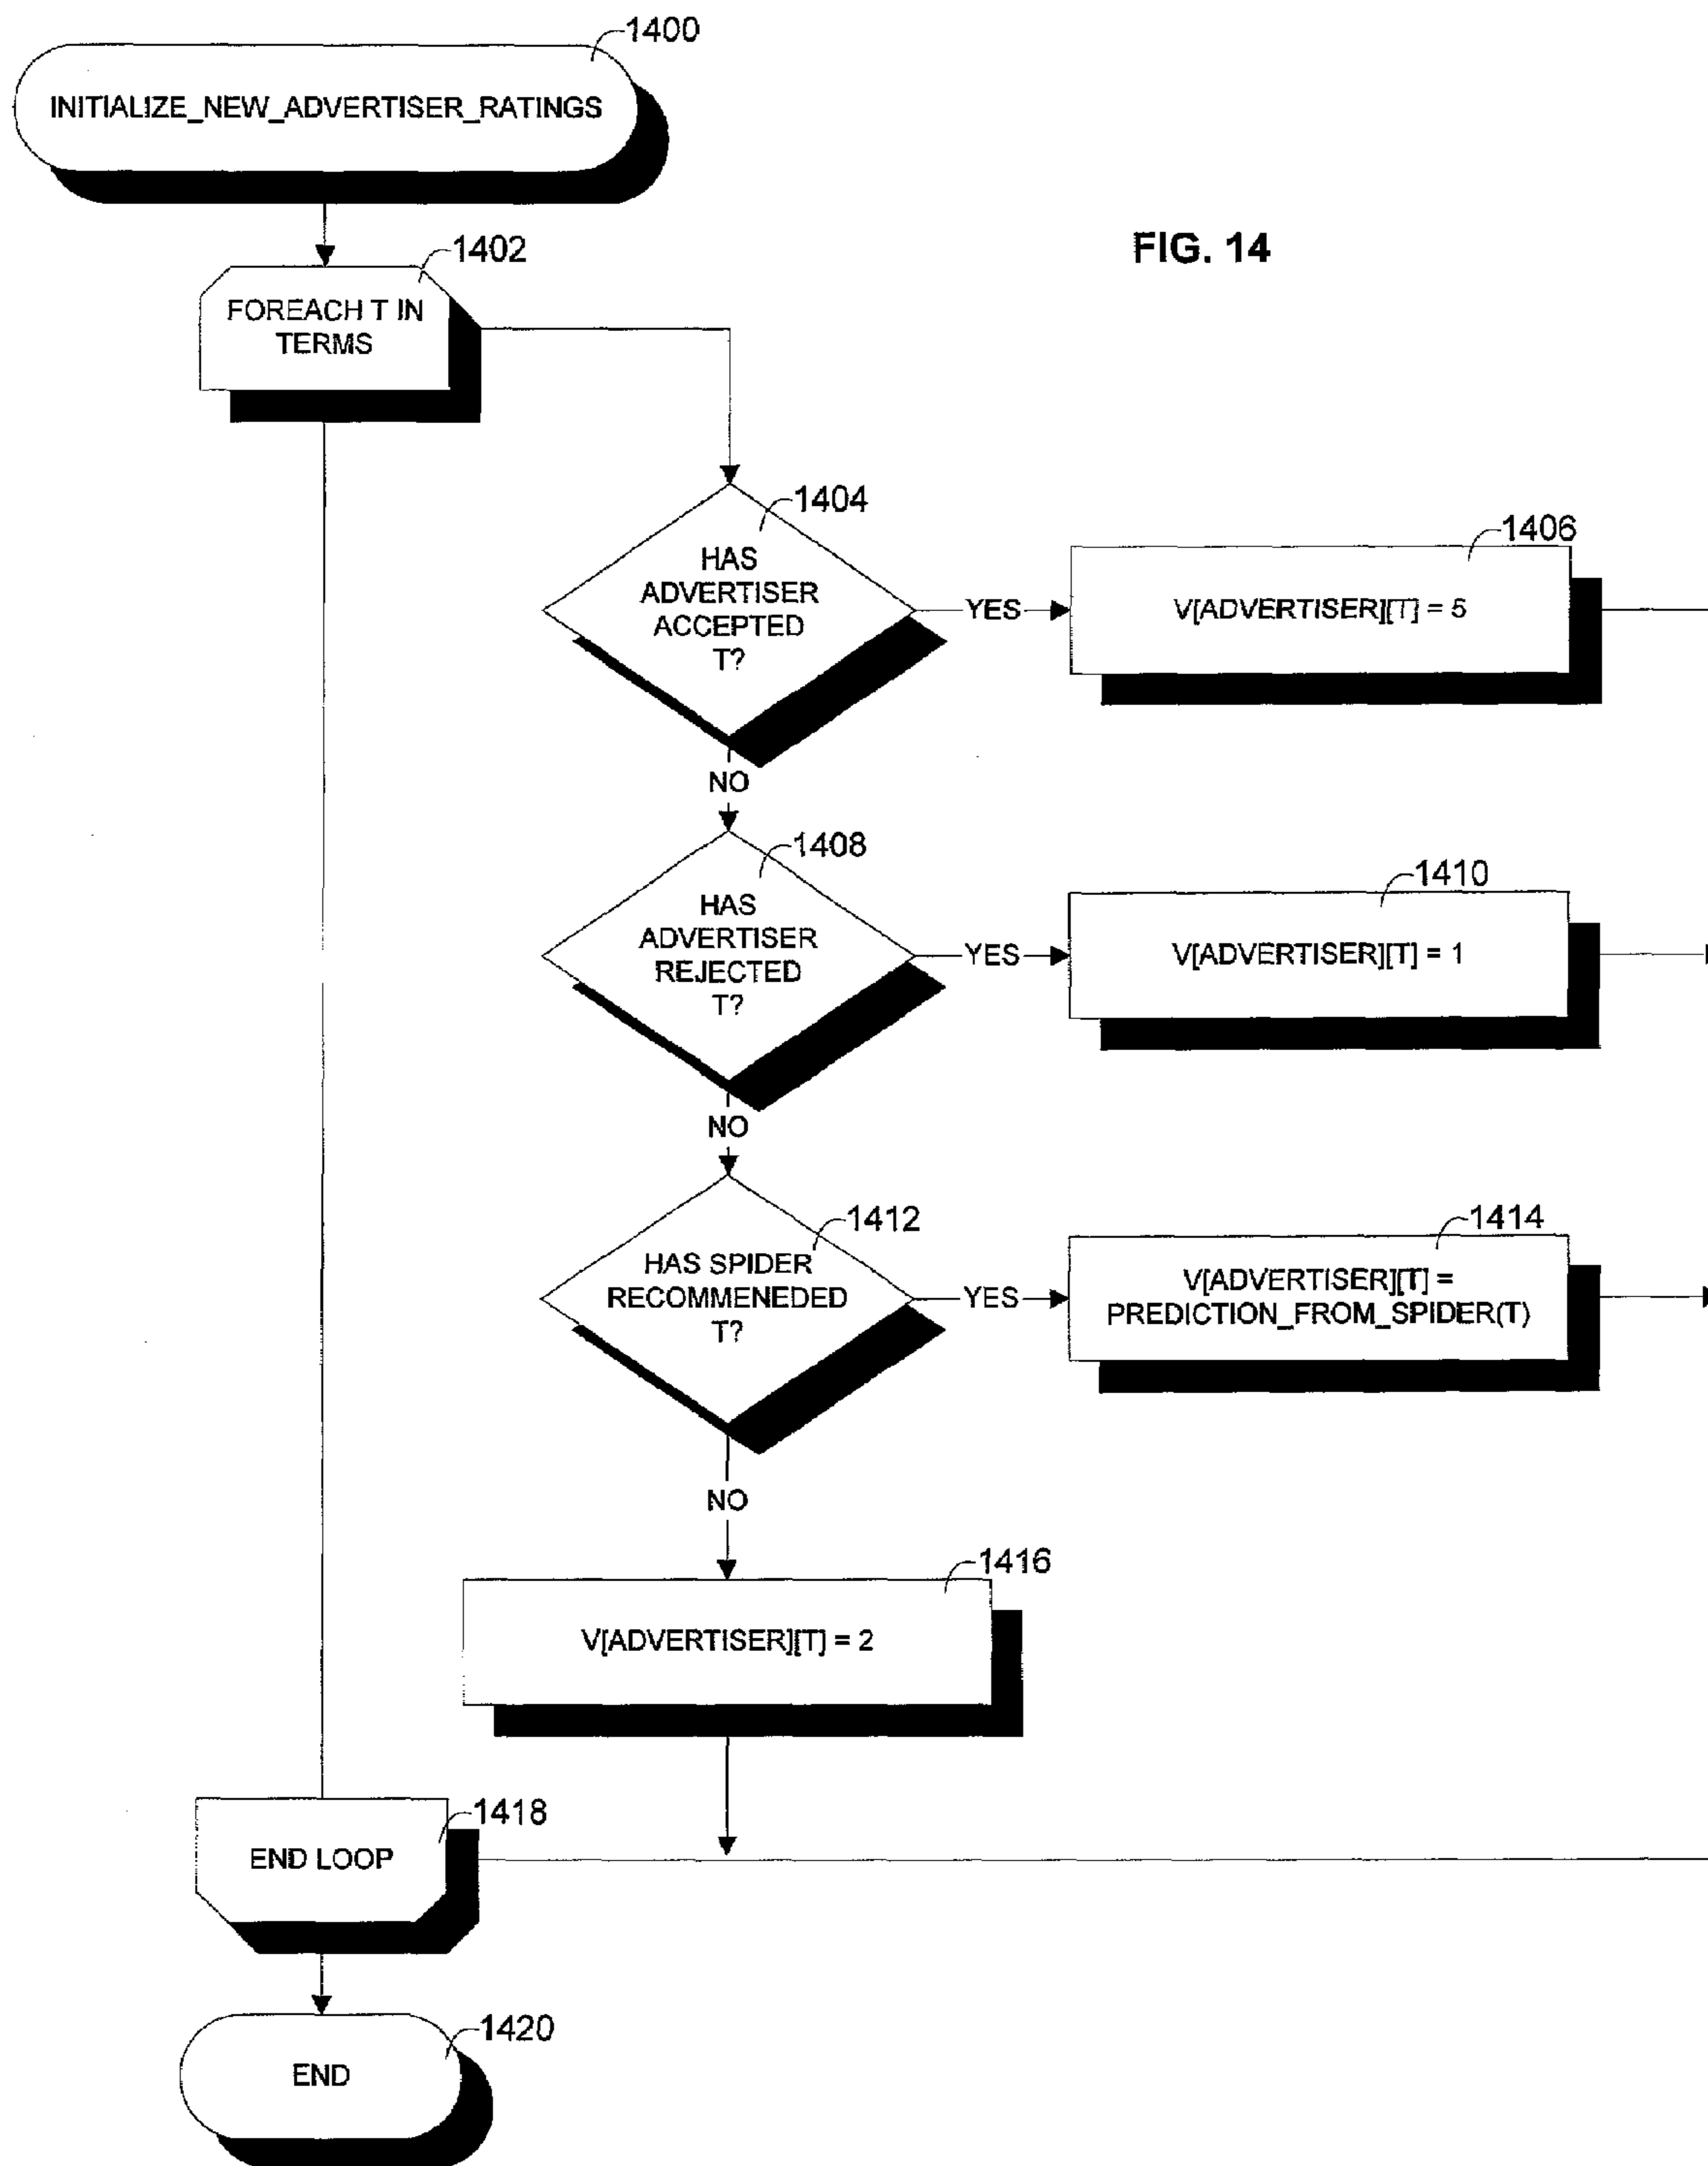 1400
INITIALIZE_NEW_ADVERTISER_RATINGS
FIG. 14
1402
FOREACH T IN
TERMS
1404
HAS
ADVERTISER
ACCEPTED
T?
YES
1406
V[ADVERTISER][T] = 5
NO
1408
HAS
ADVERTISER
REJECTED
T?
YES
1410
V[ADVERTISER][T] = 1
NO
1412
HAS SPIDER
RECOMMENEDED
T?
YES
1414
V[ADVERTISER][T] =
PREDICTION_FROM_SPIDER(T)
NO
1416
V[ADVERTISER][T] = 2
1418
END LOOP
1420
END